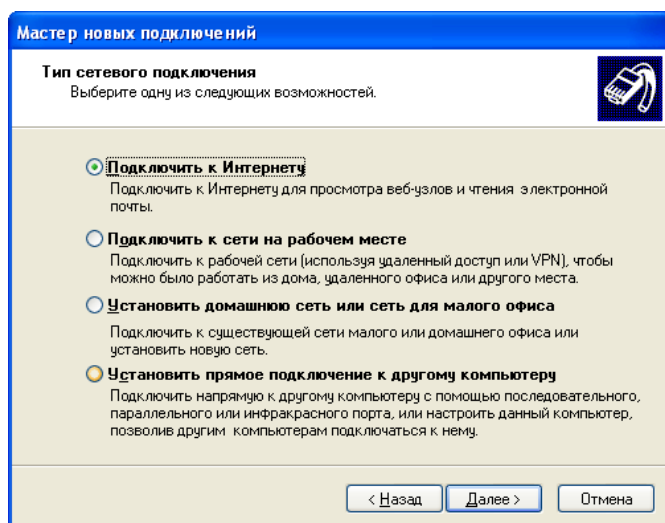 Мастер новых подключений
Тип сетевого подключения
Выберите одну из следующих возможностей.
Подключить к Интернету
Подключить к Интернету для просмотра веб-узлов и чтения электронной
почты.
Подключить к сети на рабочем месте
Подключить к рабочей сети (используя удаленный доступ или VPN), чтобы
можно было работать из дома, удаленного офиса или другого места.
Установить домашнюю сеть или сеть для малого офиса
Подключить к существующей сети малого или домашнего офиса или
установить новую сеть.
Установить прямое подключение к другому компьютеру
Подключить напрямую к другому компьютеру с помощью последовательного,
параллельного или инфракрасного порта, или настроить данный компьютер,
позволив другим компьютерам подключаться к нему.
< Назад Далее > Отмена